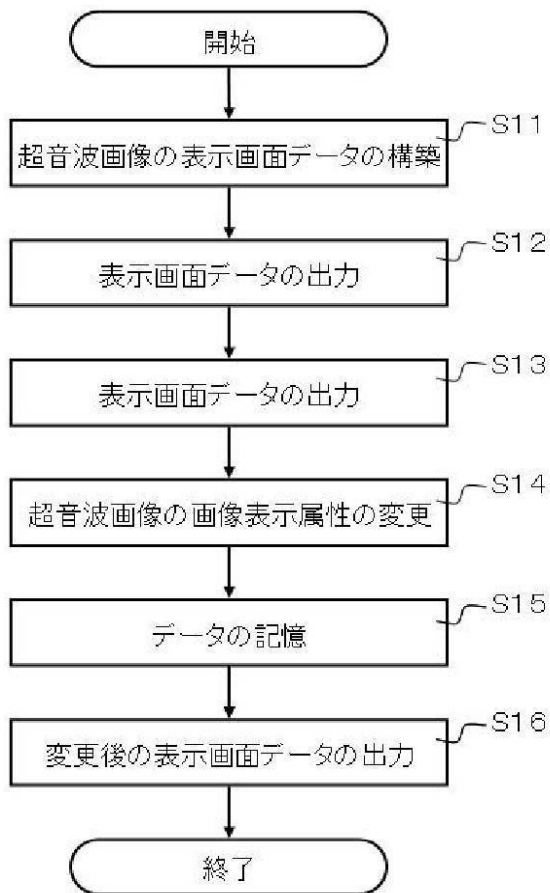 開始
S11
超音波画像の表示画面データの構築
S12
表示画面データの出力
S13
表示画面データの出力
S14
超音波画像の画像表示属性の変更
S15
データの記憶
S16
変更後の表示画面データの出力
終了